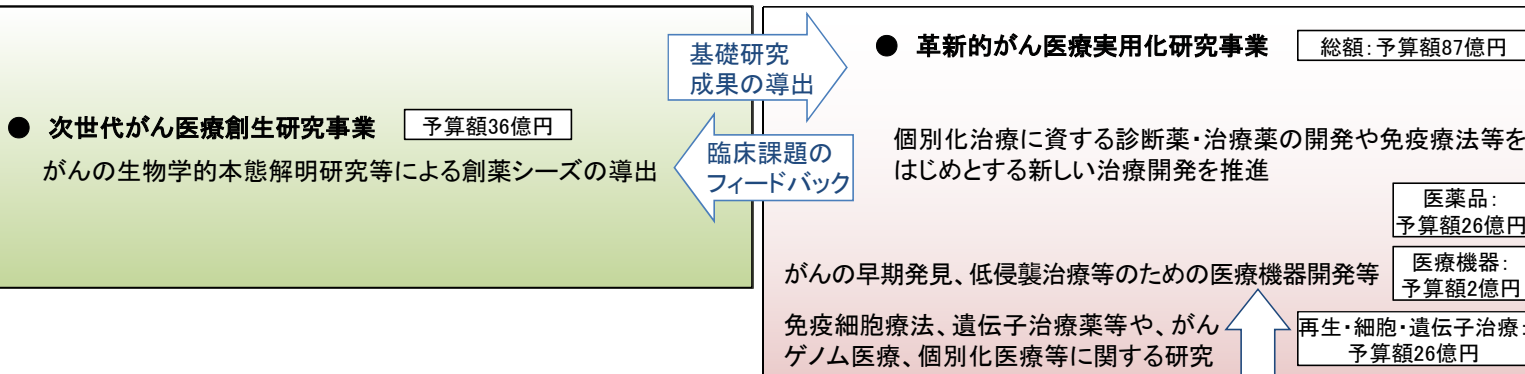 ● 次世代がん医療創生研究事業
予算額36億円
がんの生物学的本態解明研究等による創薬シーズの導出
基礎研究
成果の導出
臨床課題の
フィードバック
● 革新的がん医療実用化研究事業
総額：予算額87億円
個別化治療に資する診断薬・治療薬の開発や免疫療法等を
はじめとする新しい治療開発を推進
医薬品：
予算額26億円
がんの早期発見、低侵襲治療等のための医療機器開発等
医療機器：
予算額2億円
免疫細胞療法、遺伝子治療薬等や、がん
ゲノム医療、個別化医療等に関する研究
再生・細胞・遺伝子治療：
予算額26億円